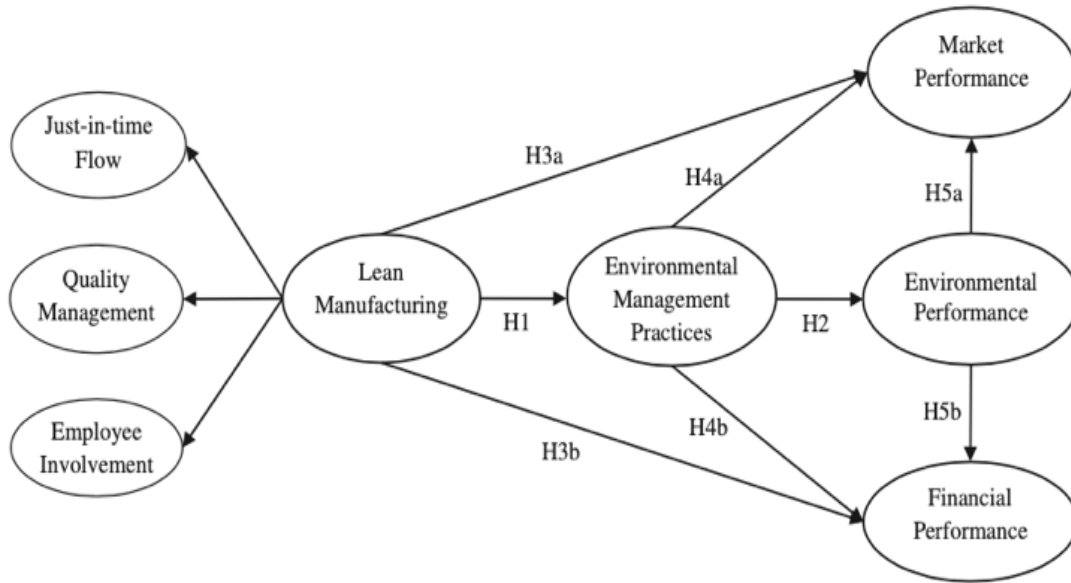 Market
Performance
Just-in-time
Flow
H3a
H4a
H5a
Quality
Management
Lean
Manufacturing
H1
Environmental
Management
Practices
H2
Environmental
Performance
Employee
Involvement
H3b
H4b
H5b
Financial
Performance